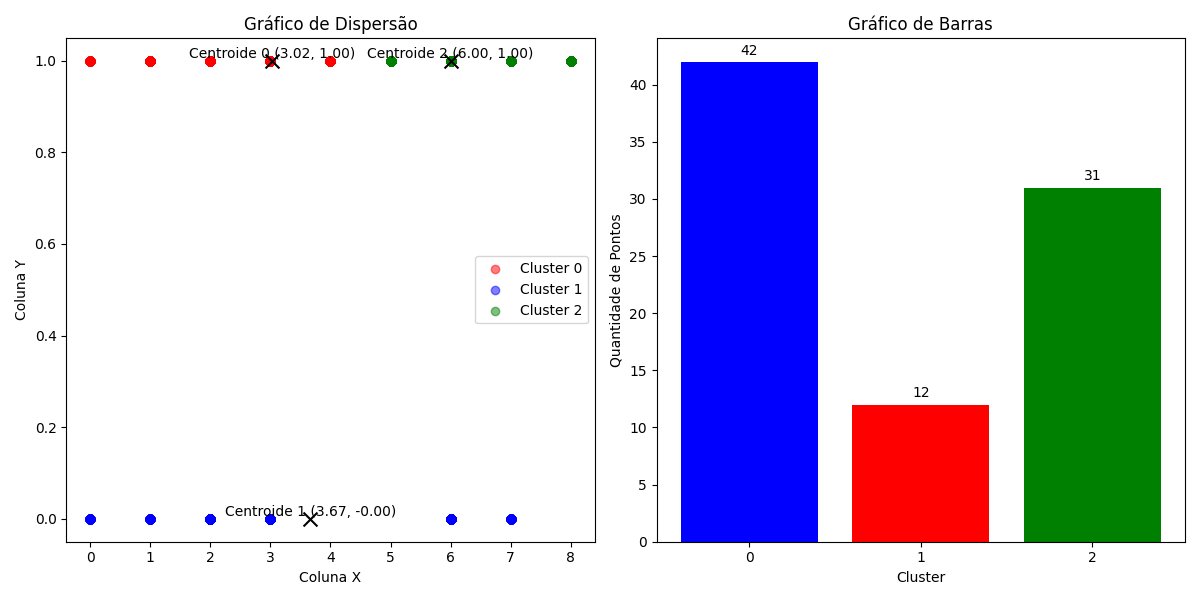 Gráfico de Dispersão
Centroide 0 (3.02, 1.00)
Centroide 2 (6.00, 1.00)
1.0
0.8
0.6
0.4
0.2
0.0
Coluna Y
Cluster 0
Cluster 1
Cluster 2
Centroide 1 (3.67, -0.00)
0 1 2 3 4 5 6 7 8
Coluna X
Gráfico de Barras
42
12
31
40
35
30
25
20
15
10
5
0
Quantidade de Pontos
0 1 2
Cluster